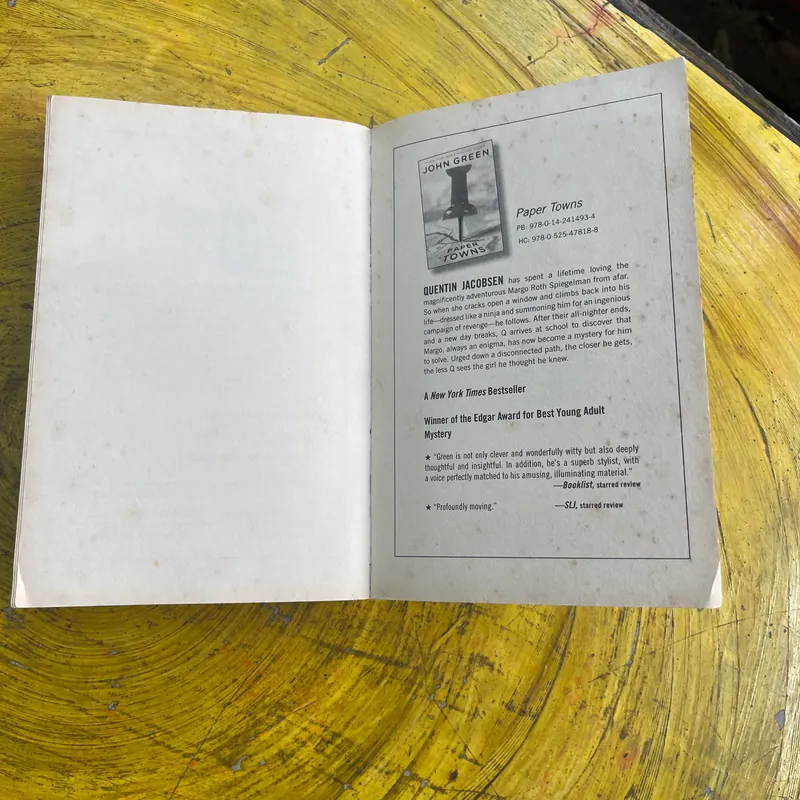 JOHN GREEN
PAPER
TOWNS
Paper Towns
PB: 978-0-14-241493-4
HC: 978-0-525-47818-8
QUENTIN JACOBSEN has spent a lifetime loving the
magnificently adventurous Margo Roth Spiegelman from afar.
So when she cracks open a window and climbs back into his
life—dressed like a ninja and summoning him for an ingenious
campaign of revenge—he follows. After their all-nighter ends,
and a new day breaks, Q arrives at school to discover that
Margo, always an enigma, has now become a mystery for him
to solve. Urged down a disconnected path, the closer he gets,
the less Q sees the girl he thought he knew.
A New York Times Bestseller
Winner of the Edgar Award for Best Young Adult
Mystery
★ “Green is not only clever and wonderfully witty but also deeply
thoughtful and insightful. In addition, he’s a superb stylist, with
a voice perfectly matched to his amusing, illuminating material.”
—Booklist, starred review
★ “Profoundly moving.” —SLJ, starred review